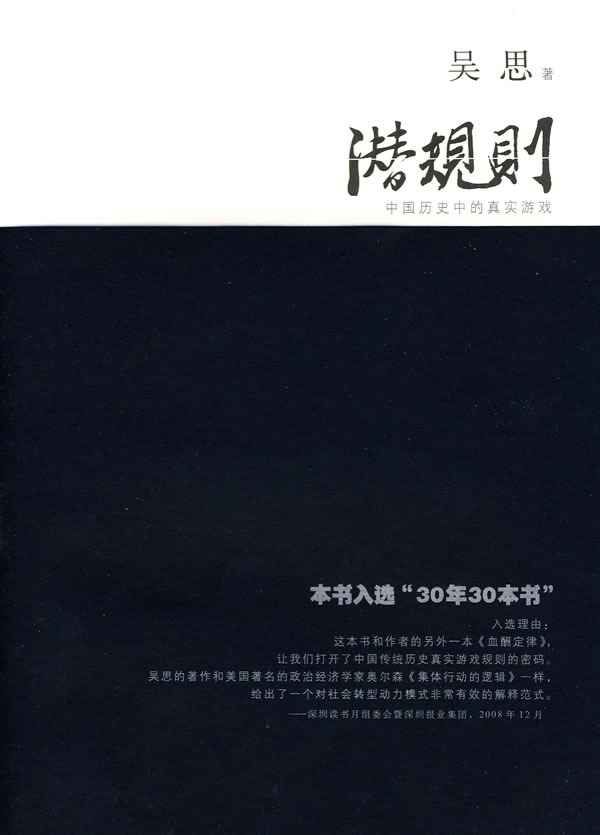 吴思 著
潜规则
中国历史中的真实游戏
本书入选“30年30本书”
入选理由：
这本书和作者的另外一本《血酬定律》，
让我们打开了中国传统历史真实游戏规则的密码。
吴思的著作和美国著名的政治经济学家奥尔森《集体行动的逻辑》一样，
给出了一个对社会转型动力模式非常有效的解释范式。
——深圳读书月组委会暨深圳报业集团，2008年12月